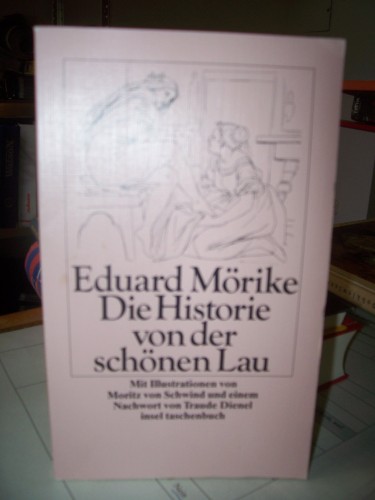 Eduard Mörike
Die Historie
von der
schönen Lau
Mit Illustrationen von
Moritz von Schwind und einem
Nachwort von Traude Dienel
insel taschenbuch